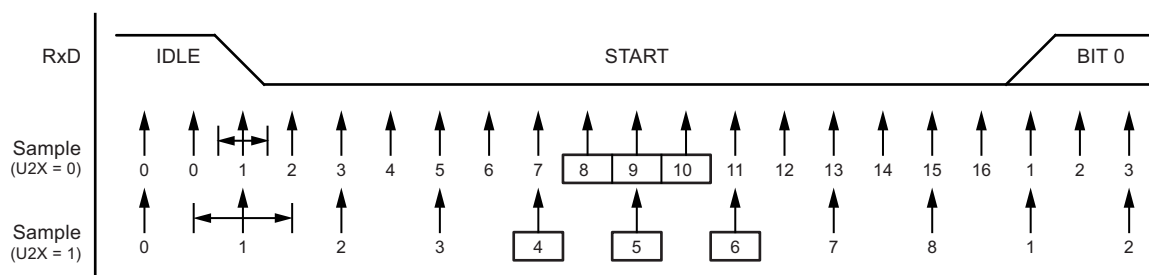 RxD IDLE START BIT 0
Sample
(U2X = 0)
0 0 1 2 3 4 5 6 7 8 9 10 11 12 13 14 15 16 1 2 3
Sample
(U2X = 1)
0 1 2 3 4 5 6 7 8 1 2